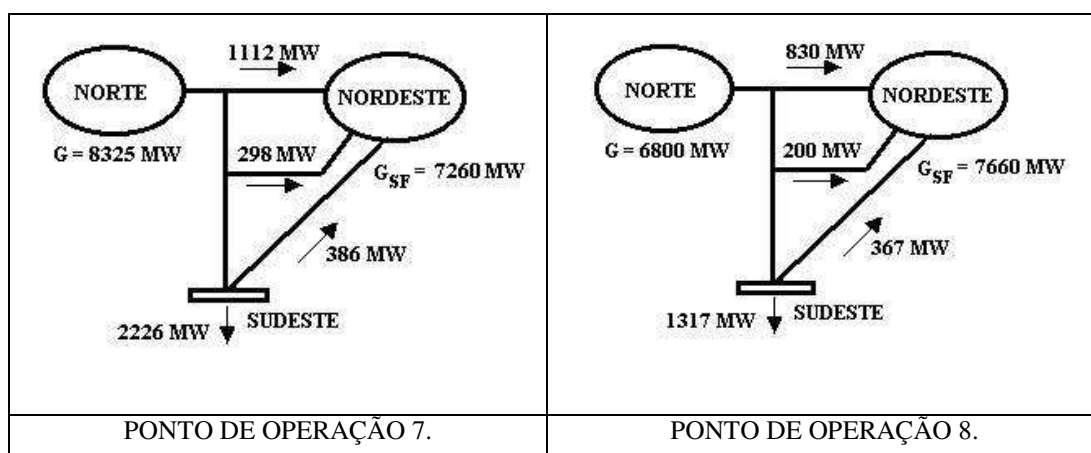 1112 MW
NORTE
NORDESTE
G = 8325 MW
298 MW
G_SF = 7260 MW
386 MW
2226 MW
SUDESTE
PONTO DE OPERAÇÃO 7.
830 MW
NORTE
NORDESTE
G = 6800 MW
200 MW
G_SF = 7660 MW
367 MW
1317 MW
SUDESTE
PONTO DE OPERAÇÃO 8.